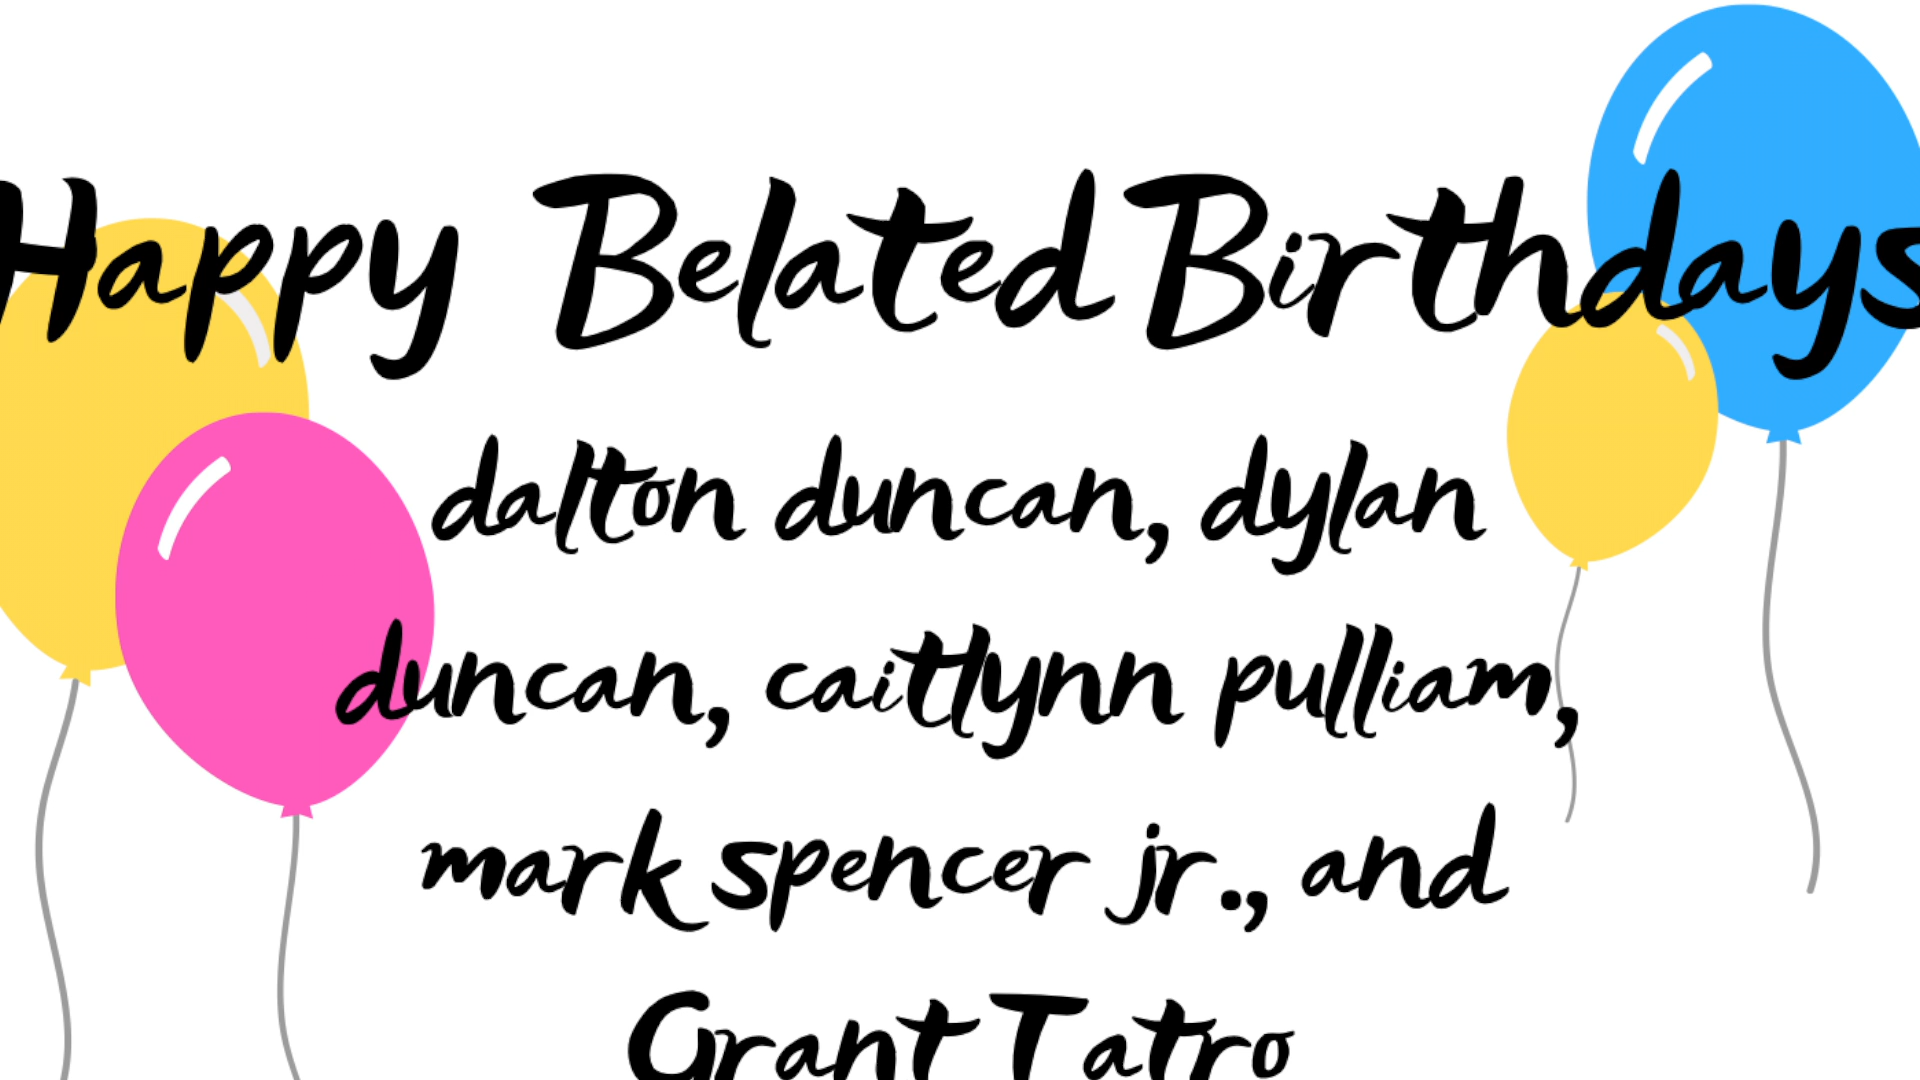 Happy Belated Birthdays
dalton duncan, dylan
duncan, caitlynn pulliam,
mark spencer jr., and
Grant Tatro